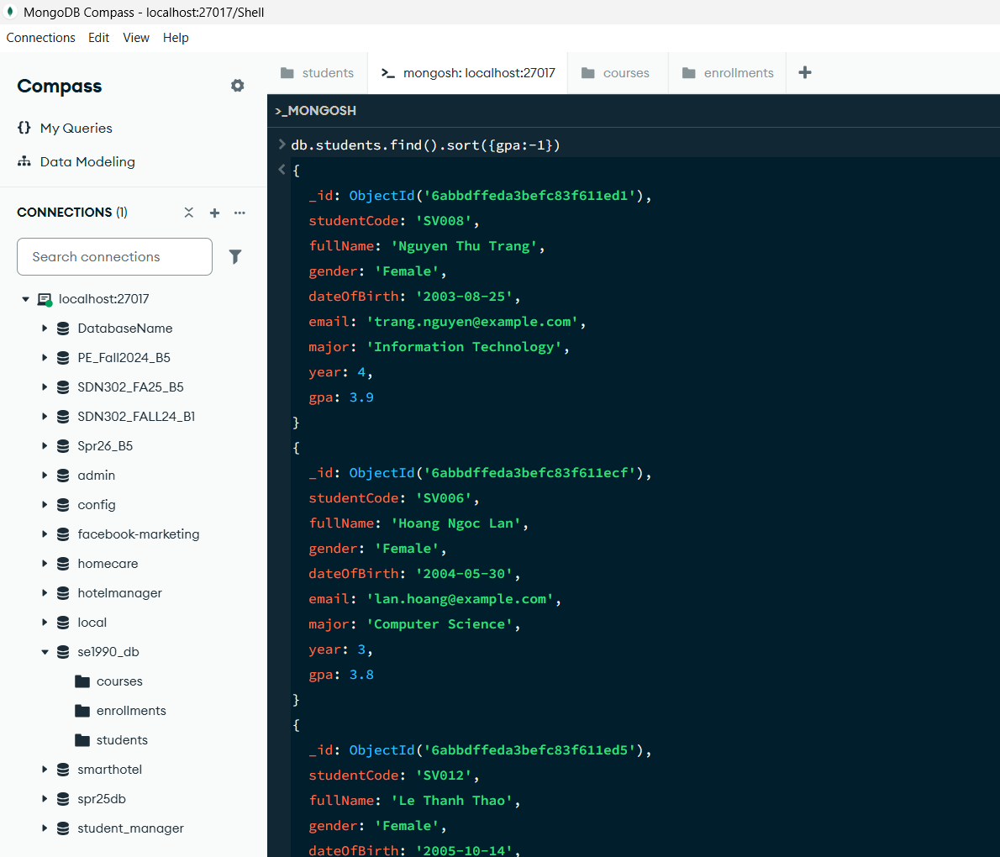 MongoDB Compass - localhost:27017/Shell
Connections Edit View Help
Compass
My Queries
Data Modeling
CONNECTIONS (1)
Search connections
localhost:27017
DatabaseName
PE_Fall2024_B5
SDN302_FA25_B5
SDN302_FALL24_B1
Spr26_B5
admin
config
facebook-marketing
homecare
hotelmanager
local
se1990_db
courses
enrollments
students
smarthotel
spr25db
student_manager
students mongosh: localhost:27017 courses enrollments
>_MONGOSH
db.students.find().sort({gpa:-1})
{
_id: ObjectId('6abbdffeda3befc83f611ed1'),
studentCode: 'SV008',
fullName: 'Nguyen Thu Trang',
gender: 'Female',
dateOfBirth: '2003-08-25',
email: 'trang.nguyen@example.com',
major: 'Information Technology',
year: 4,
gpa: 3.9
}
{
_id: ObjectId('6abbdffeda3befc83f611ecf'),
studentCode: 'SV006',
fullName: 'Hoang Ngoc Lan',
gender: 'Female',
dateOfBirth: '2004-05-30',
email: 'lan.hoang@example.com',
major: 'Computer Science',
year: 3,
gpa: 3.8
}
{
_id: ObjectId('6abbdffeda3befc83f611ed5'),
studentCode: 'SV012',
fullName: 'Le Thanh Thao',
gender: 'Female',
dateOfBirth: '2005-10-14',